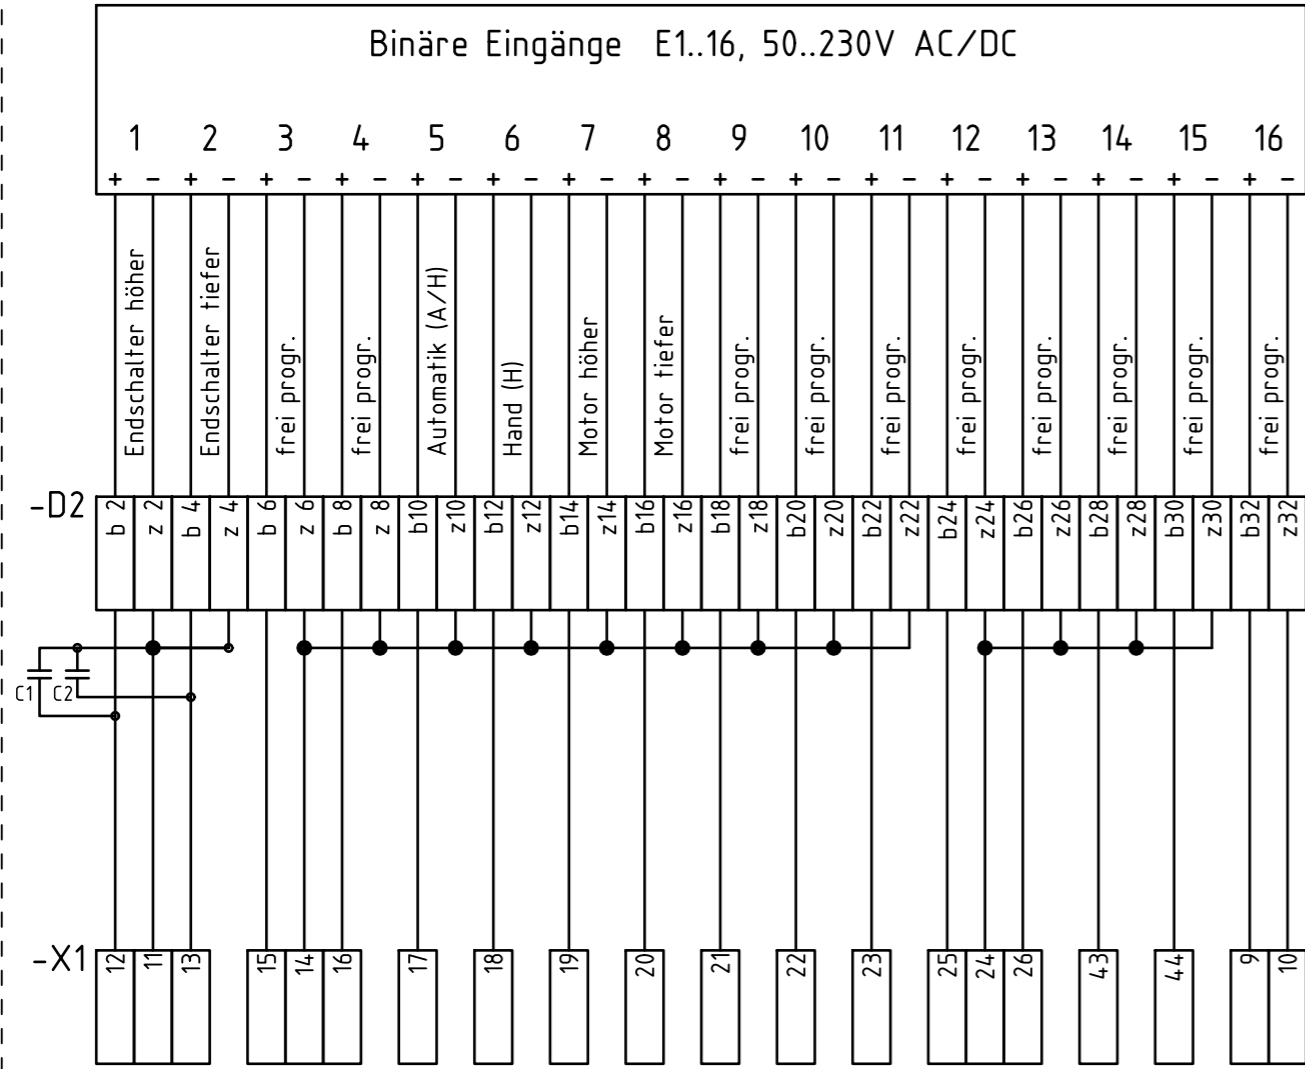 Binäre Eingänge E1..16, 50..230V AC/DC
1 2 3 4 5 6 7 8 9 10 11 12 13 14 15 16
+ − + − + − + − + − + − + − + − + − + − + − + − + − + − + − + −
Endschalter höher
Endschalter tiefer
frei progr.
frei progr.
Automatik (A/H)
Hand (H)
Motor höher
Motor tiefer
frei progr.
frei progr.
frei progr.
frei progr.
frei progr.
frei progr.
frei progr.
frei progr.
-D2
b 2 z 2 b 4 z 4 b 6 z 6 b 8 z 8 b10 z10 b12 z12 b14 z14 b16 z16 b18 z18 b20 z20 b22 z22 b24 z24 b26 z26 b28 z28 b30 z30 b32 z32
C1 C2
-X1
12 11 13 15 14 16 17 18 19 20 21 22 23 25 24 26 43 44 9 10